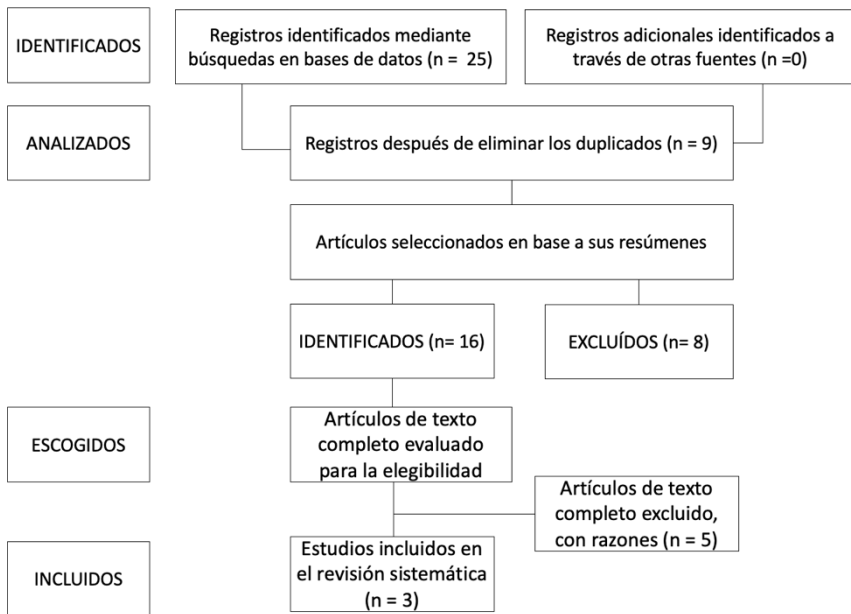 IDENTIFICADOS
Registros identificados mediante
búsquedas en bases de datos (n = 25)
Registros adicionales identificados a
través de otras fuentes (n =0)
ANALIZADOS
Registros después de eliminar los duplicados (n = 9)
Artículos seleccionados en base a sus resúmenes
IDENTIFICADOS (n= 16)
EXCLUÍDOS (n= 8)
ESCOGIDOS
Artículos de texto
completo evaluado
para la elegibilidad
Artículos de texto
completo excluido,
con razones (n = 5)
INCLUIDOS
Estudios incluidos en
el revisión sistemática
(n = 3)